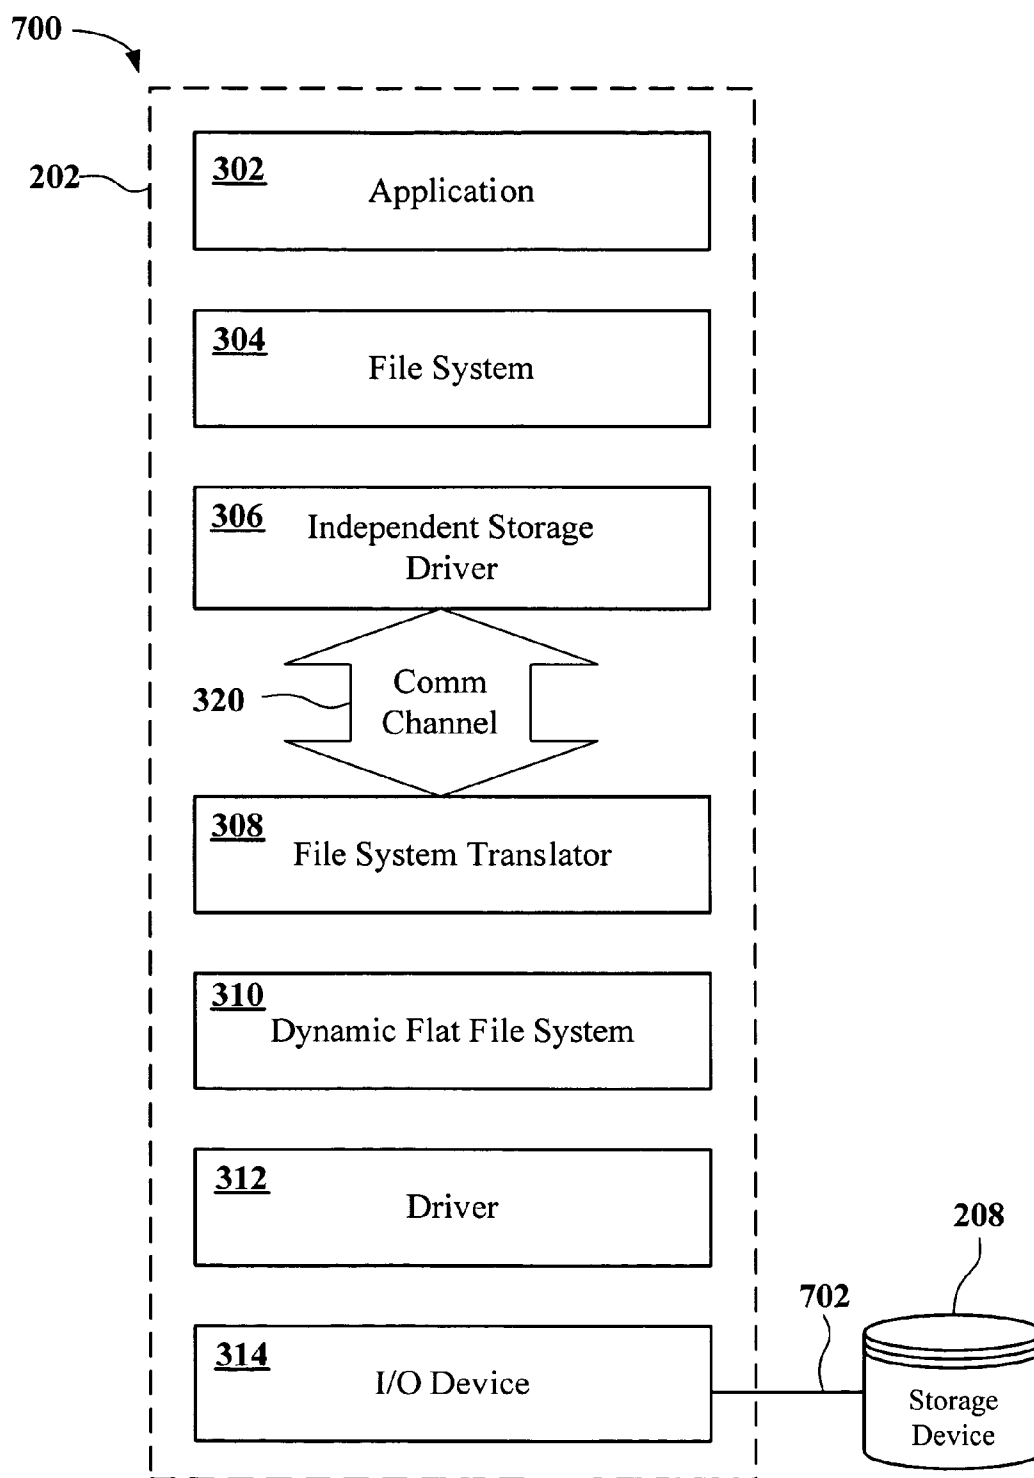 700
202
302
Application
304
File System
306
Independent Storage
Driver
320
Comm
Channel
308
File System Translator
310
Dynamic Flat File System
312
Driver
208
702
314
I/O Device
Storage
Device